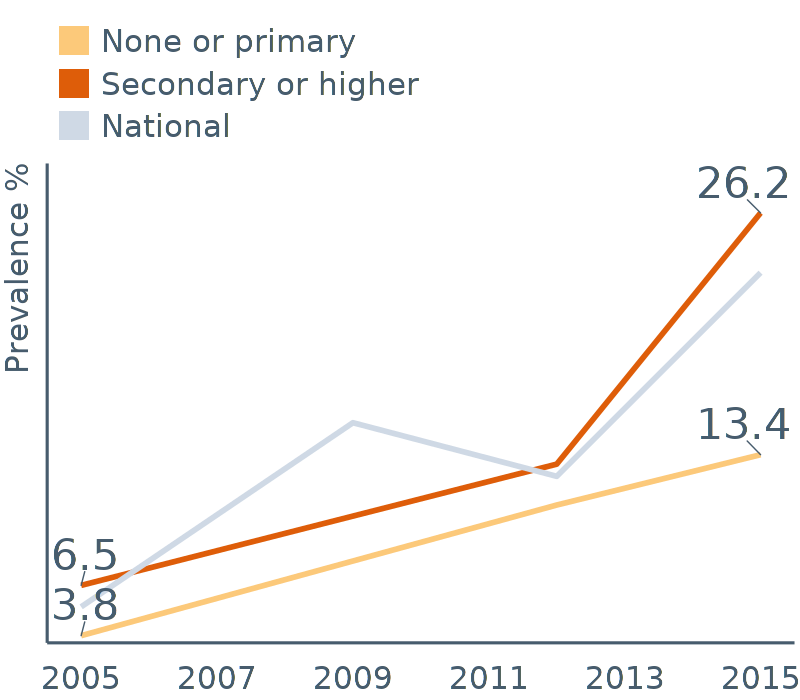 None or primary
Secondary or higher
National
Prevalence %
26.2
13.4
6.5
3.8
2005 2007 2009 2011 2013 2015